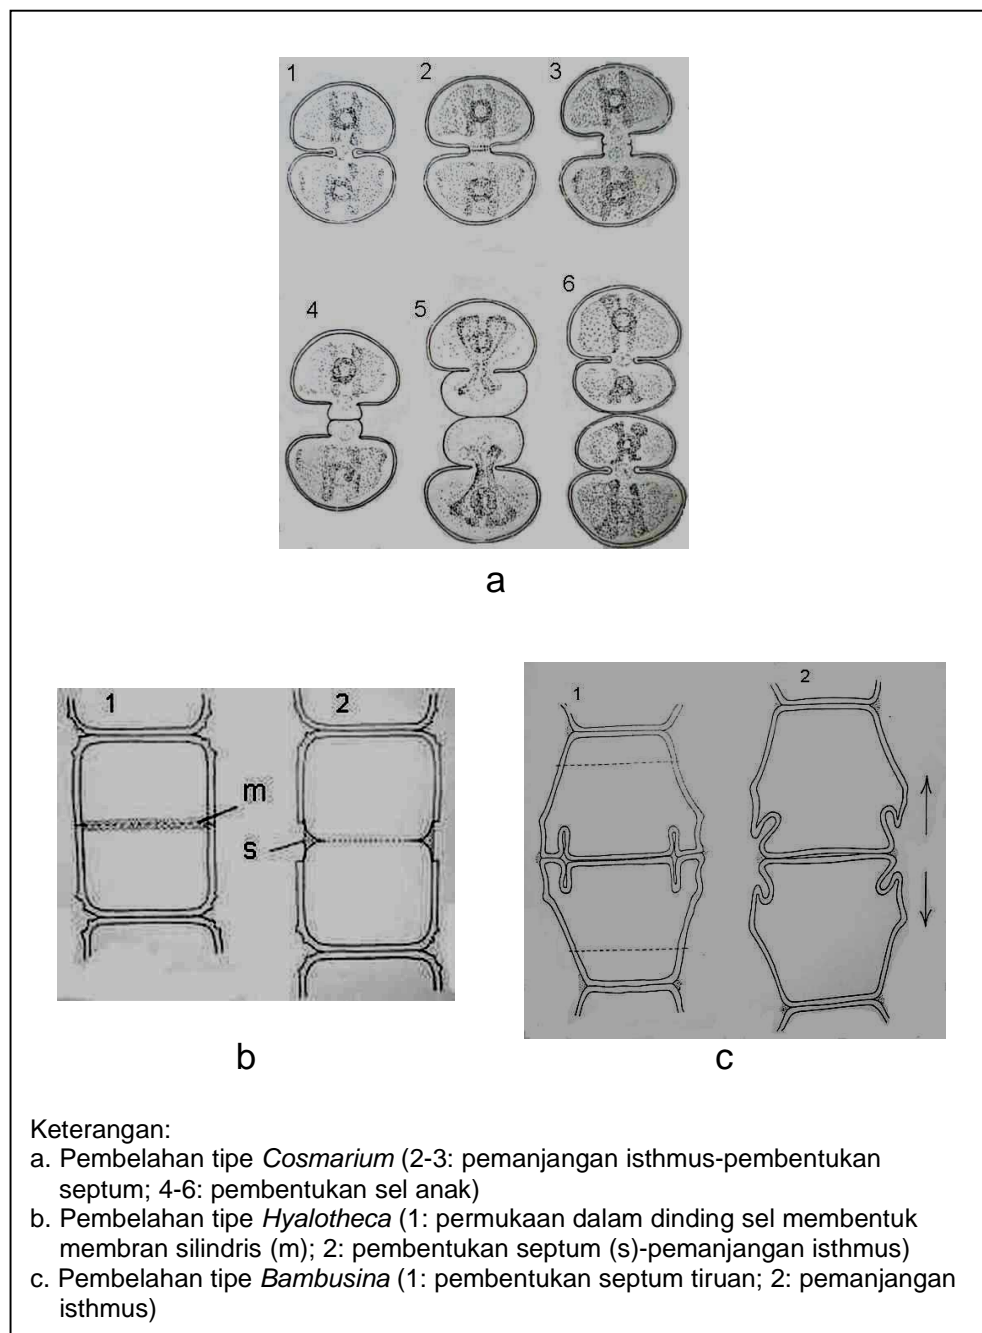 1 2 3
4 5 6
a
1 2
m
s
1 2
b c
Keterangan:
a. Pembelahan tipe Cosmarium (2-3: pemanjangan isthmus-pembentukan
septum; 4-6: pembentukan sel anak)
b. Pembelahan tipe Hyalotheca (1: permukaan dalam dinding sel membentuk
membran silindris (m); 2: pembentukan septum (s)-pemanjangan isthmus)
c. Pembelahan tipe Bambusina (1: pembentukan septum tiruan; 2: pemanjangan
isthmus)